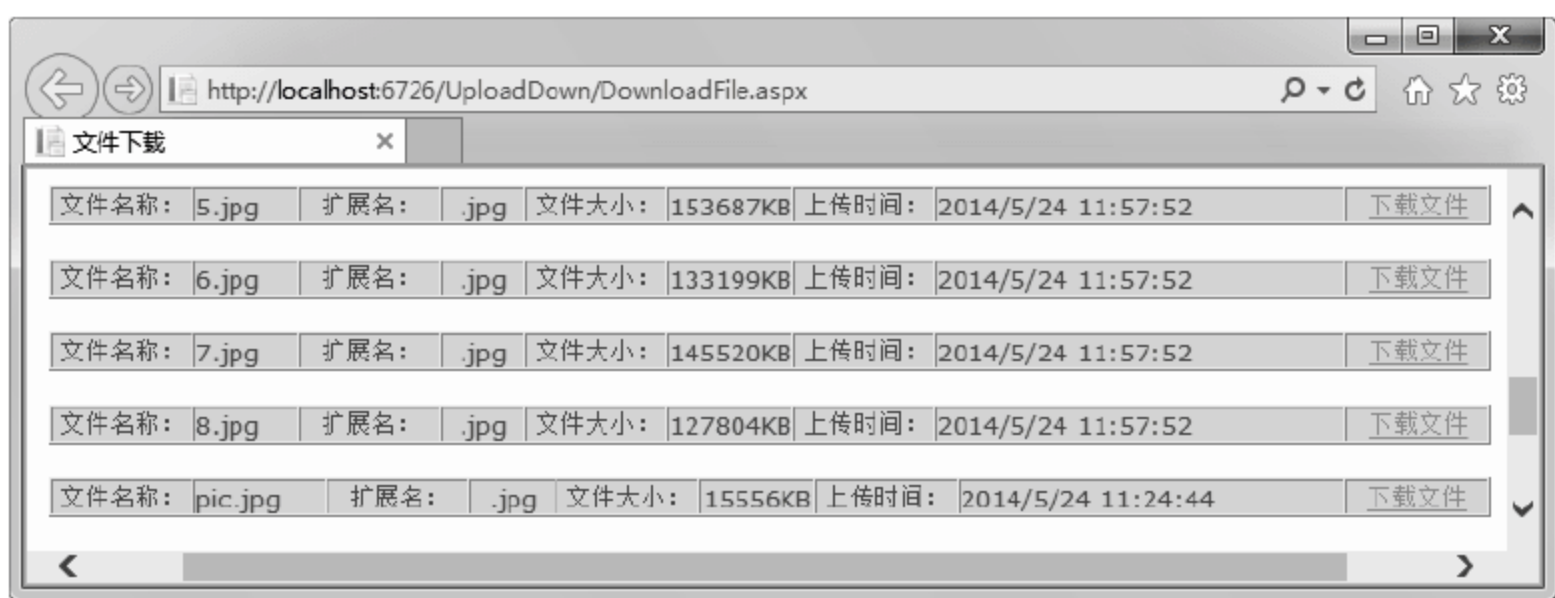 http://localhost:6726/UploadDown/DownloadFile.aspx
文件下载
文件名称： 5.jpg 扩展名： .jpg 文件大小： 153687KB 上传时间： 2014/5/24 11:57:52 下载文件
文件名称： 6.jpg 扩展名： .jpg 文件大小： 133199KB 上传时间： 2014/5/24 11:57:52 下载文件
文件名称： 7.jpg 扩展名： .jpg 文件大小： 145520KB 上传时间： 2014/5/24 11:57:52 下载文件
文件名称： 8.jpg 扩展名： .jpg 文件大小： 127804KB 上传时间： 2014/5/24 11:57:52 下载文件
文件名称： pic.jpg 扩展名： .jpg 文件大小： 15556KB 上传时间： 2014/5/24 11:24:44 下载文件